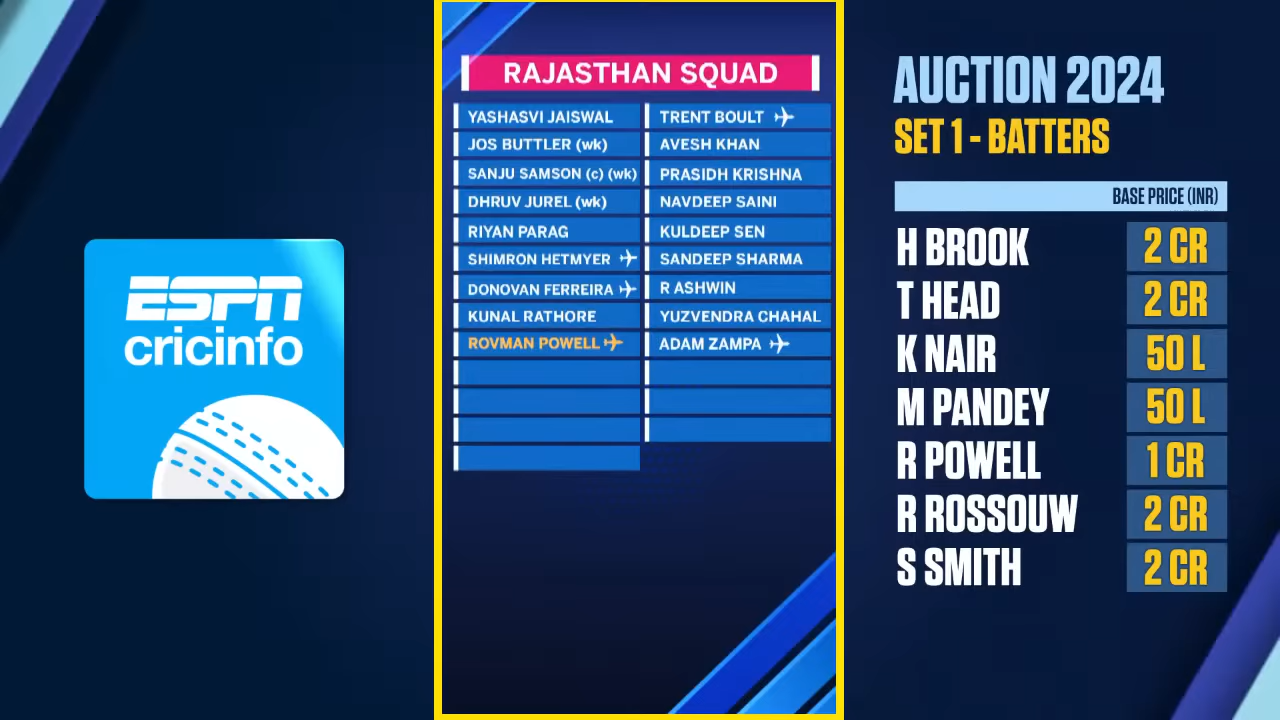 ESPN
cricinfo
RAJASTHAN SQUAD
YASHASVI JAISWAL
JOS BUTTLER (wk)
SANJU SAMSON (c) (wk)
DHRUV JUREL (wk)
RIYAN PARAG
SHIMRON HETMYER
DONOVAN FERREIRA
KUNAL RATHORE
ROVMAN POWELL
TRENT BOULT
AVESH KHAN
PRASIDH KRISHNA
NAVDEEP SAINI
KULDEEP SEN
SANDEEP SHARMA
R ASHWIN
YUZVENDRA CHAHAL
ADAM ZAMPA
AUCTION 2024
SET 1 - BATTERS
BASE PRICE (INR)
H BROOK 2 CR
T HEAD 2 CR
K NAIR 50 L
M PANDEY 50 L
R POWELL 1 CR
R ROSSOUW 2 CR
S SMITH 2 CR